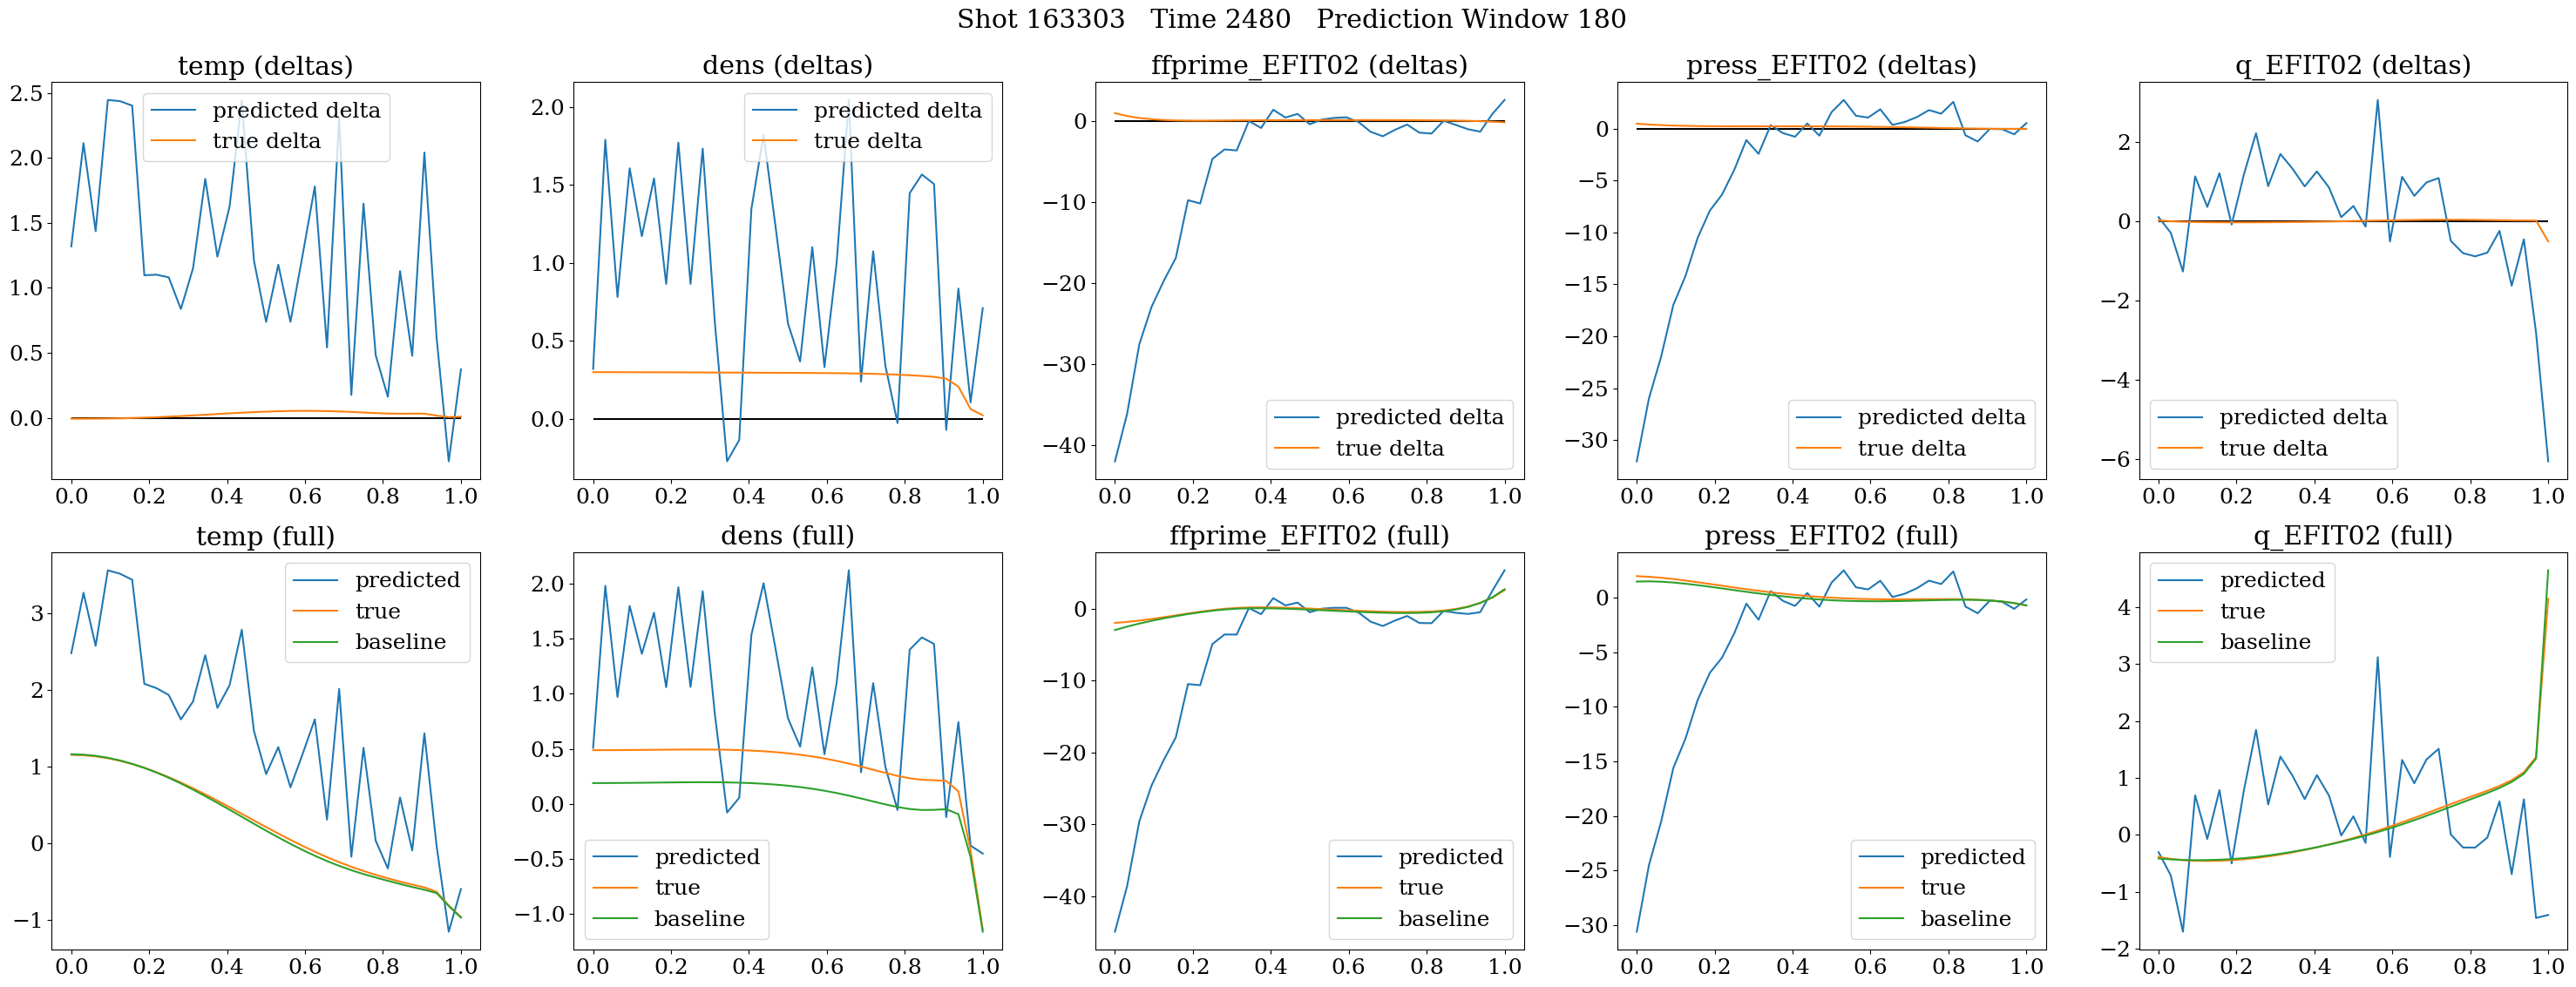 Shot 163303   Time 2480   Prediction Window 180
temp (deltas)
2.5
2.0
1.5
1.0
0.5
0.0
predicted delta
true delta
0.0 0.2 0.4 0.6 0.8 1.0
dens (deltas)
2.0
1.5
1.0
0.5
0.0
predicted delta
true delta
0.0 0.2 0.4 0.6 0.8 1.0
ffprime_EFIT02 (deltas)
0
−10
−20
−30
−40
predicted delta
true delta
0.0 0.2 0.4 0.6 0.8 1.0
press_EFIT02 (deltas)
0
−5
−10
−15
−20
−25
−30
predicted delta
true delta
0.0 0.2 0.4 0.6 0.8 1.0
q_EFIT02 (deltas)
2
0
−2
−4
−6
predicted delta
true delta
0.0 0.2 0.4 0.6 0.8 1.0
temp (full)
3
2
1
0
−1
predicted
true
baseline
0.0 0.2 0.4 0.6 0.8 1.0
dens (full)
2.0
1.5
1.0
0.5
0.0
−0.5
−1.0
predicted
true
baseline
0.0 0.2 0.4 0.6 0.8 1.0
ffprime_EFIT02 (full)
0
−10
−20
−30
−40
predicted
true
baseline
0.0 0.2 0.4 0.6 0.8 1.0
press_EFIT02 (full)
0
−5
−10
−15
−20
−25
−30
predicted
true
baseline
0.0 0.2 0.4 0.6 0.8 1.0
q_EFIT02 (full)
4
3
2
1
0
−1
−2
predicted
true
baseline
0.0 0.2 0.4 0.6 0.8 1.0